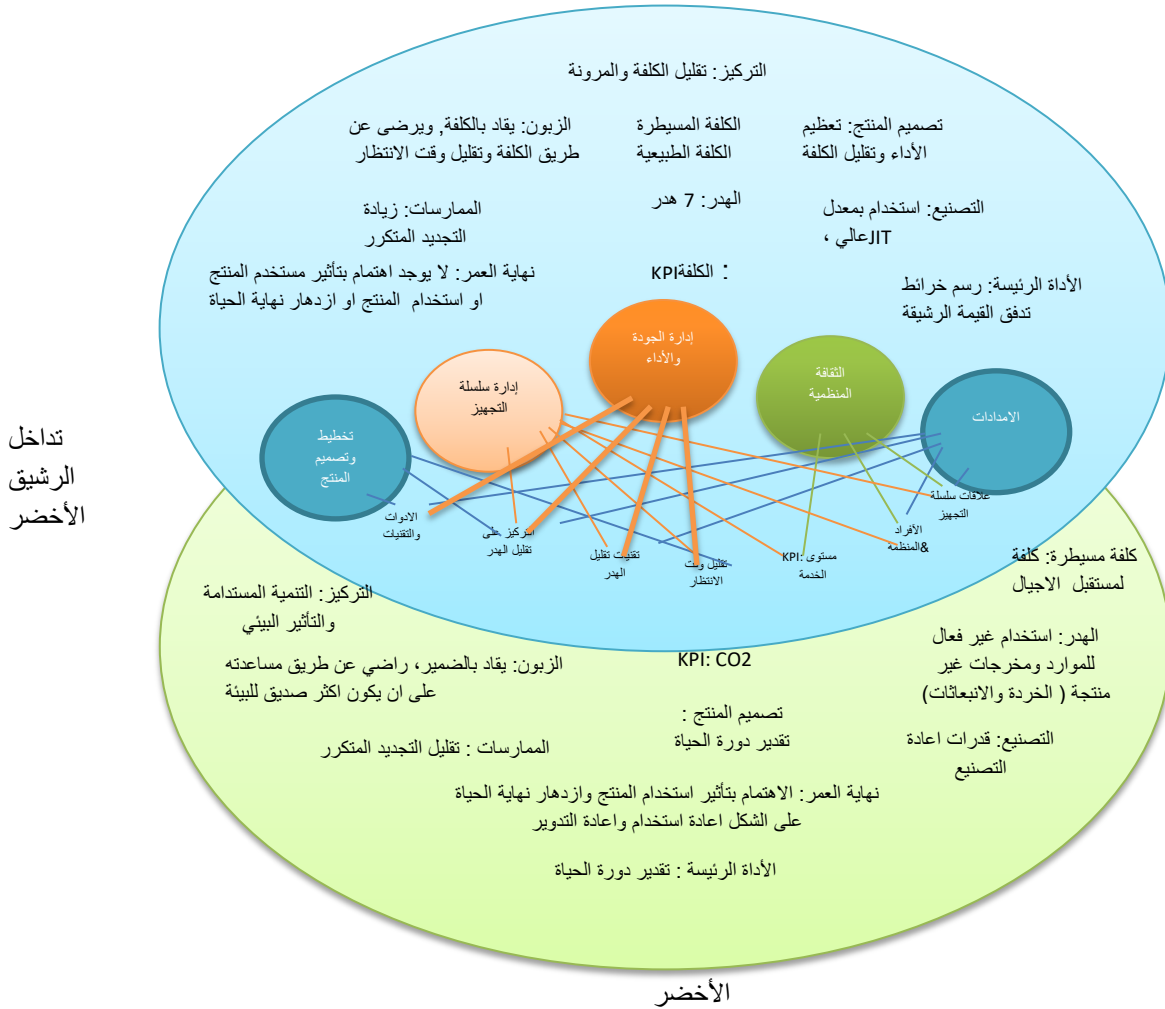 التركيز: تقليل الكلفة والمرونة
تصميم المنتج: تعظيم
الأداء وتقليل الكلفة
الكلفة المسيطرة
الكلفة الطبيعية
الزبون: يقاد بالكلفة, ويرضى عن
طريق الكلفة وتقليل وقت الانتظار
التصنيع: استخدام بمعدل
JITعالي ،
الهدر: 7 هدر
الممارسات: زيادة
التجديد المتكرر
الأداة الرئيسة: رسم خرائط
تدفق القيمة الرشيقة
: الكلفةKPI
نهاية العمر: لا يوجد اهتمام بتأثير مستخدم المنتج
او استخدام المنتج او ازدهار نهاية الحياة
الامدادات
الثقافة
المنظمية
إدارة الجودة
والأداء
إدارة سلسلة
التجهيز
تخطيط
وتصميم
المنتج
تداخل
الرشيق
الأخضر
علاقات سلسلة
التجهيز
الأفراد
&المنظمة
مستوى :KPI
الخدمة
تقليل وقت
الانتظار
تقنيات تقليل
الهدر
التركيز على
تقليل الهدر
الادوات
والتقنيات
كلفة مسيطرة: كلفة
لمستقبل الاجيال
التركيز: التنمية المستدامة
والتأثير البيئي
الهدر: استخدام غير فعال
للموارد ومخرجات غير
منتجة ( الخردة والانبعاثات)
KPI: CO2
الزبون: يقاد بالضمير، راضي عن طريق مساعدته
على ان يكون اكثر صديق للبيئة
التصنيع: قدرات اعادة
التصنيع
تصميم المنتج :
تقدير دورة الحياة
الممارسات : تقليل التجديد المتكرر
نهاية العمر: الاهتمام بتأثير استخدام المنتج وازدهار نهاية الحياة
على الشكل اعادة استخدام واعادة التدوير
الأداة الرئيسة : تقدير دورة الحياة
الأخضر